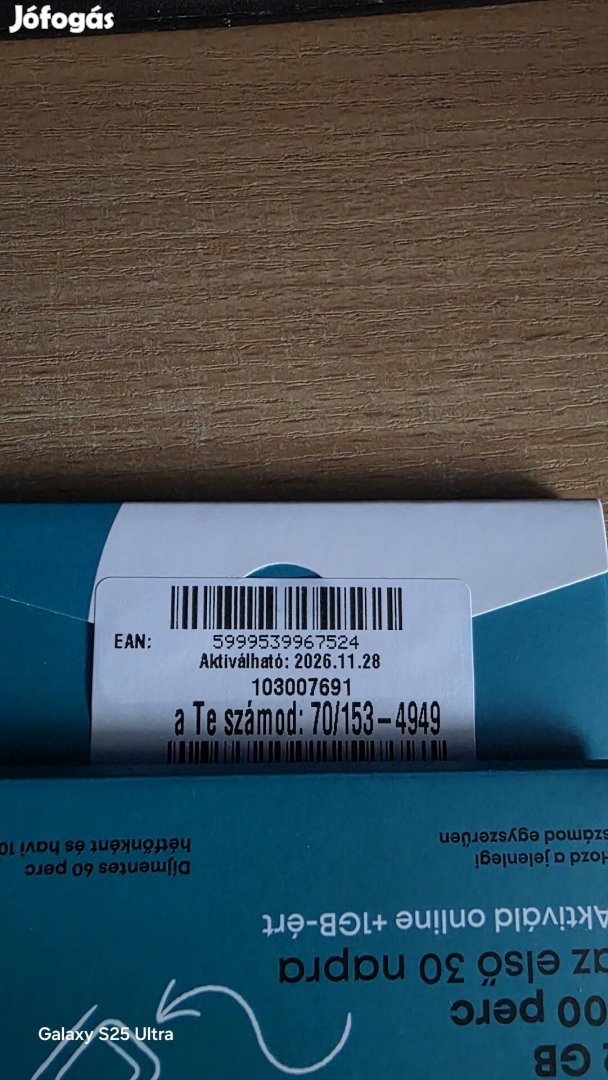 Jófogás
EAN:
5999539967524
Aktiválható: 2026.11.28
103007691
a Te számod: 70/153-4949
Hozd a jelenlegi
számod egyszerűen
Díjmentes 60 perc
hétfőnként és havi 10
Aktiváld online +1GB-ért
az első 30 napra
00 perc
GB
Galaxy S25 Ultra